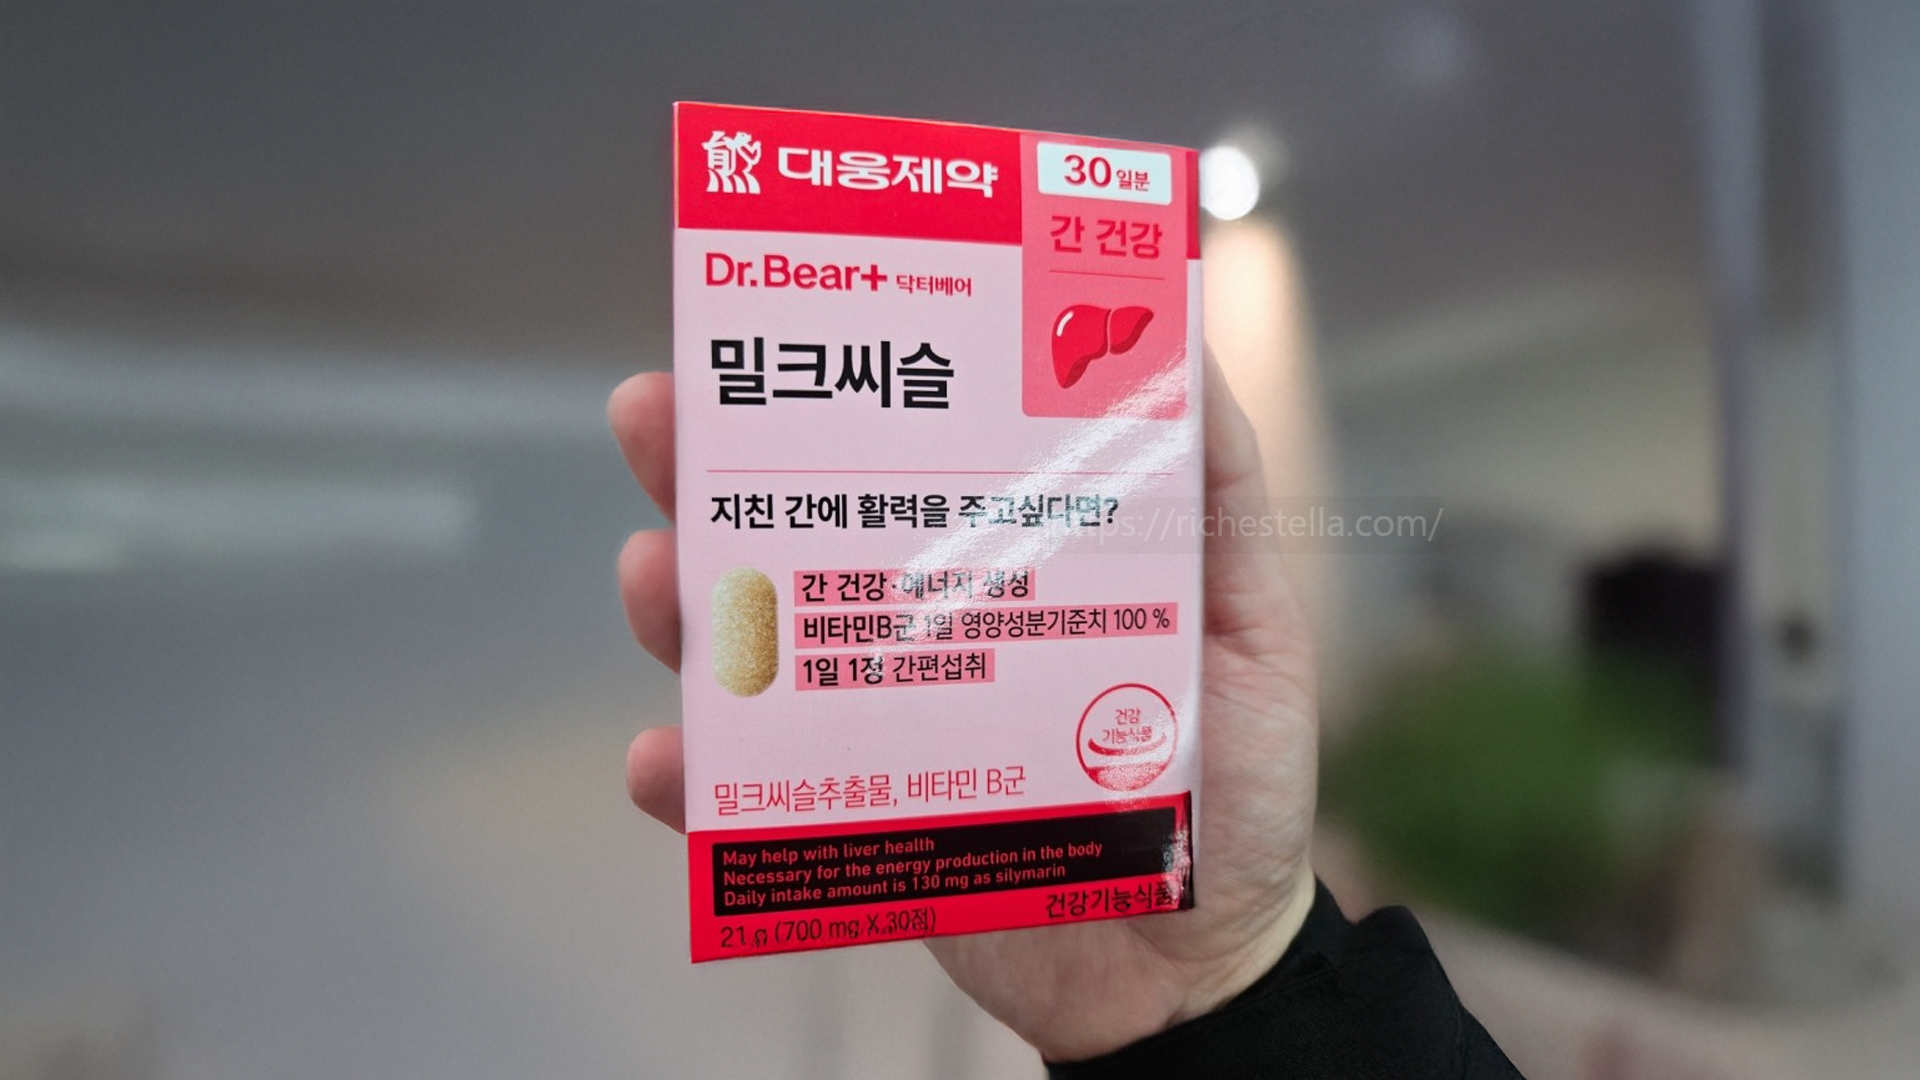 대웅제약
30일분
간 건강
Dr.Bear+ 닥터베어
밀크씨슬
지친 간에 활력을 주고싶다면?
https://richestella.com/
간 건강·에너지 생성
비타민B군 1일 영양성분기준치 100 %
1일 1정 간편섭취
건강
기능식품
밀크씨슬추출물, 비타민 B군
May help with liver health
Necessary for the energy production in the body
Daily intake amount is 130 mg as silymarin
21 g (700 mg X 30정)
건강기능식품